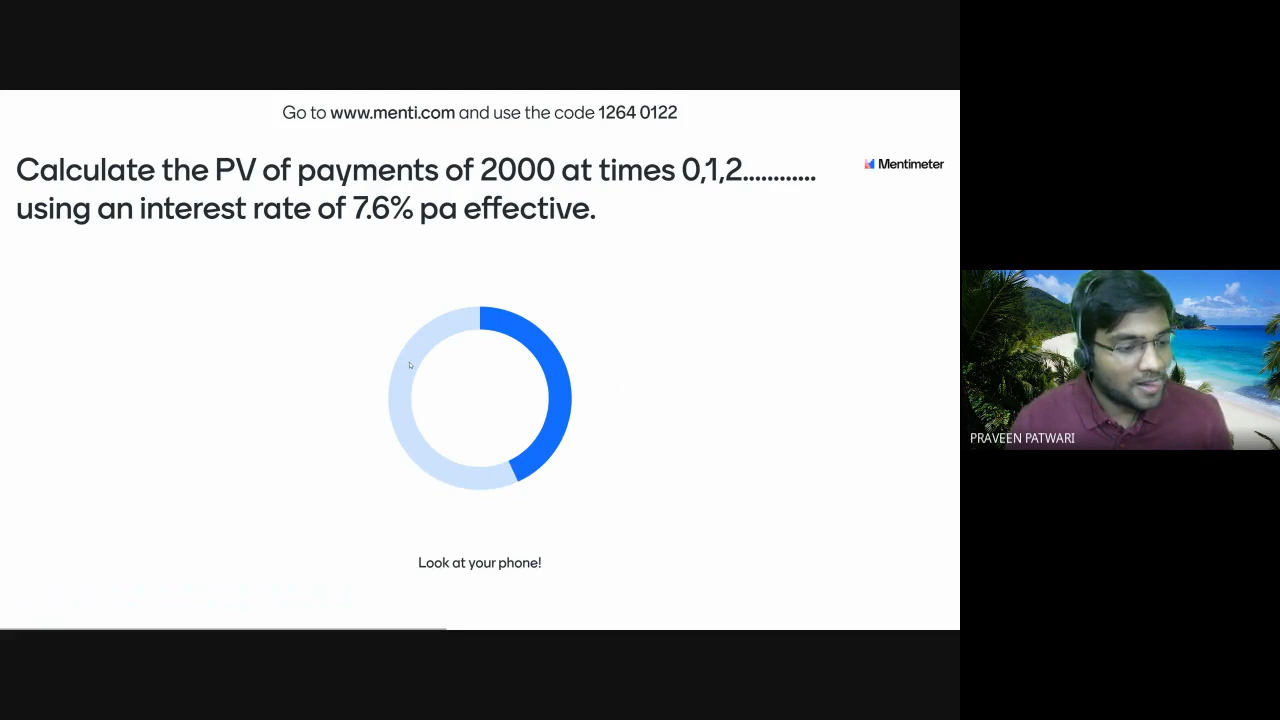 Go to www.menti.com and use the code 1264 0122
Calculate the PV of payments of 2000 at times 0,1,2............
using an interest rate of 7.6% pa effective.
Mentimeter
Look at your phone!
PRAVEEN PATWARI